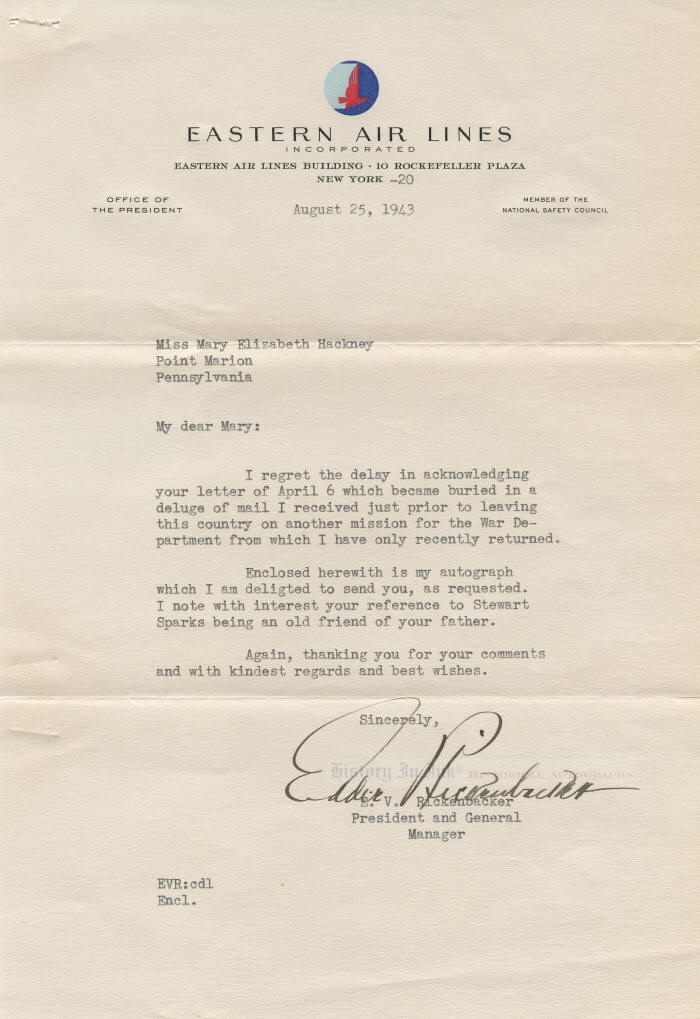 EASTERN AIR LINES
INCORPORATED
EASTERN AIR LINES BUILDING · 10 ROCKEFELLER PLAZA
NEW YORK -20
OFFICE OF
THE PRESIDENT
August 25, 1943
MEMBER OF THE
NATIONAL SAFETY COUNCIL
Miss Mary Elizabeth Hackney
Point Marion
Pennsylvania
My dear Mary:
I regret the delay in acknowledging
your letter of April 6 which became buried in a
deluge of mail I received just prior to leaving
this country on another mission for the War De-
partment from which I have only recently returned.
Enclosed herewith is my autograph
which I am deligted to send you, as requested.
I note with interest your reference to Stewart
Sparks being an old friend of your father.
Again, thanking you for your comments
and with kindest regards and best wishes.
Sincerely,
Eddie Rickenbacker
History In Ink® HISTORICAL AUTOGRAPHS
E. V. Rickenbacker
President and General
Manager
EVR:cdl
Encl.